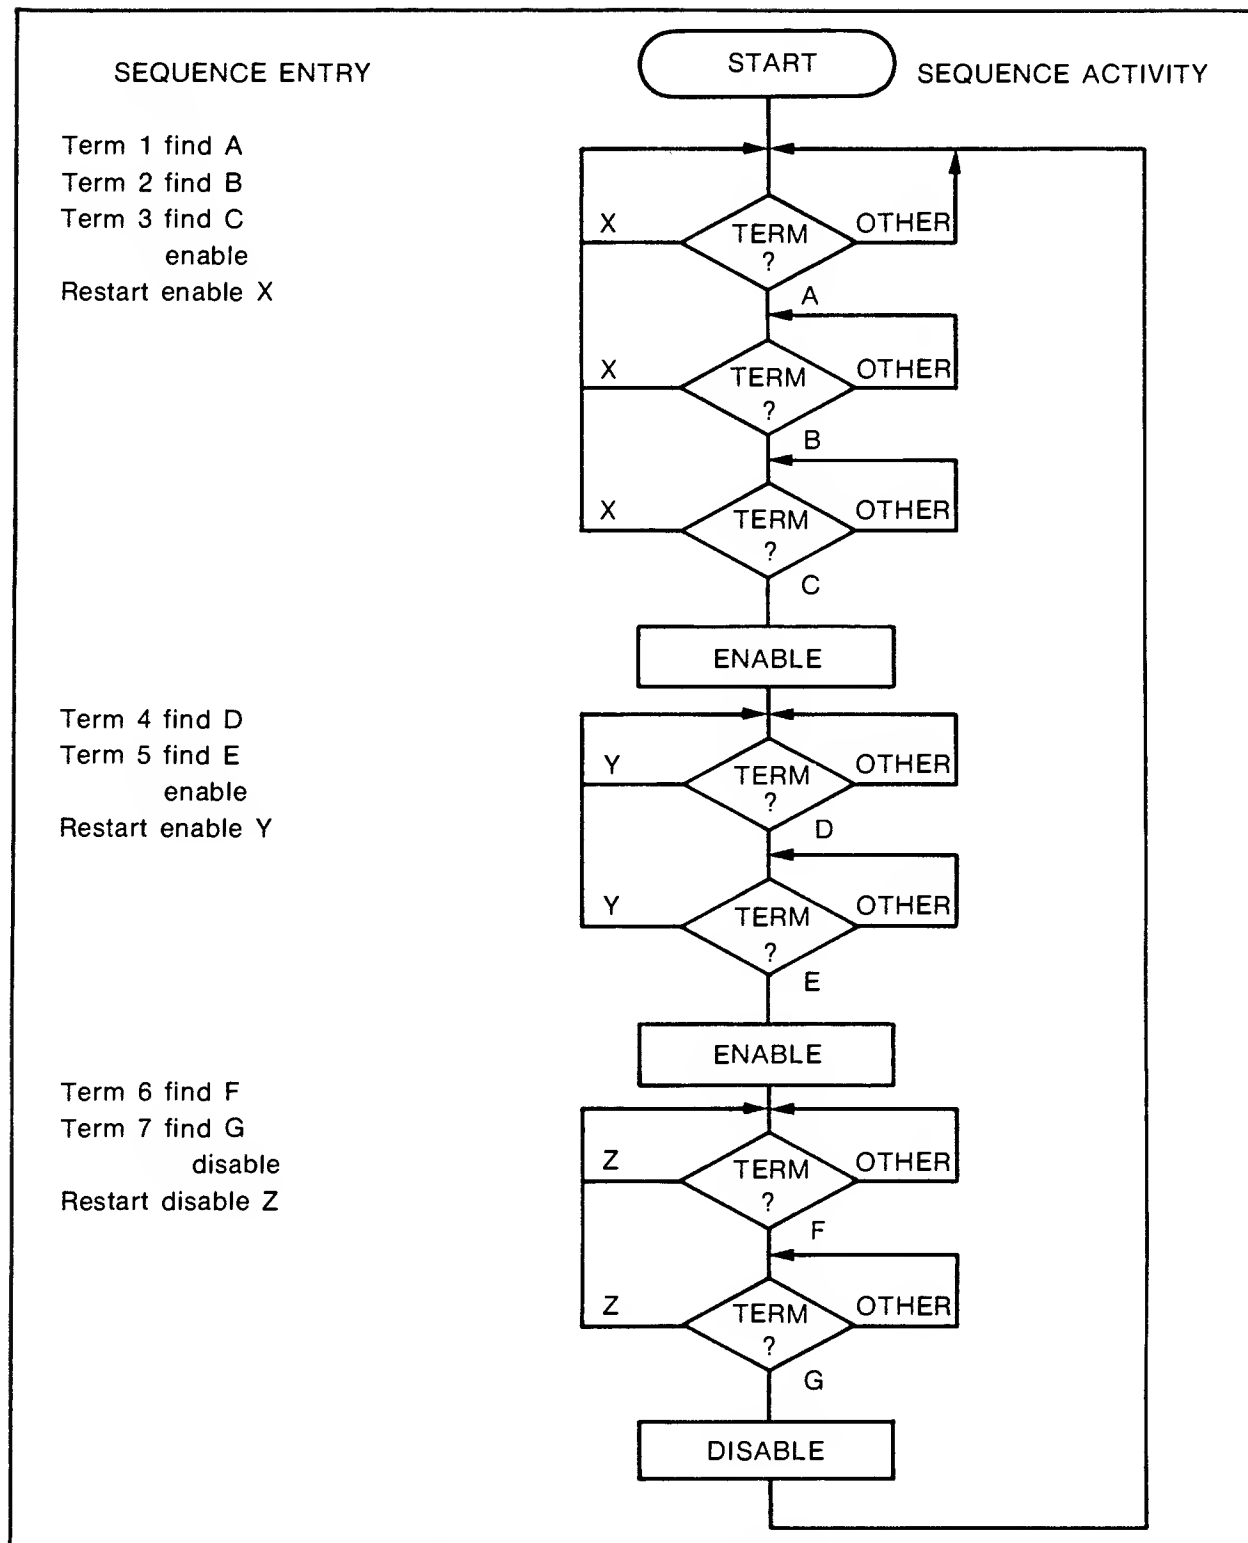 SEQUENCE ENTRY
START
SEQUENCE ACTIVITY
Term 1 find A
Term 2 find B
Term 3 find C
enable
Restart enable X
X
TERM
?
OTHER
A
X
TERM
?
OTHER
B
X
TERM
?
OTHER
C
ENABLE
Term 4 find D
Term 5 find E
enable
Restart enable Y
Y
TERM
?
OTHER
D
Y
TERM
?
OTHER
E
ENABLE
Term 6 find F
Term 7 find G
disable
Restart disable Z
Z
TERM
?
OTHER
F
Z
TERM
?
OTHER
G
DISABLE